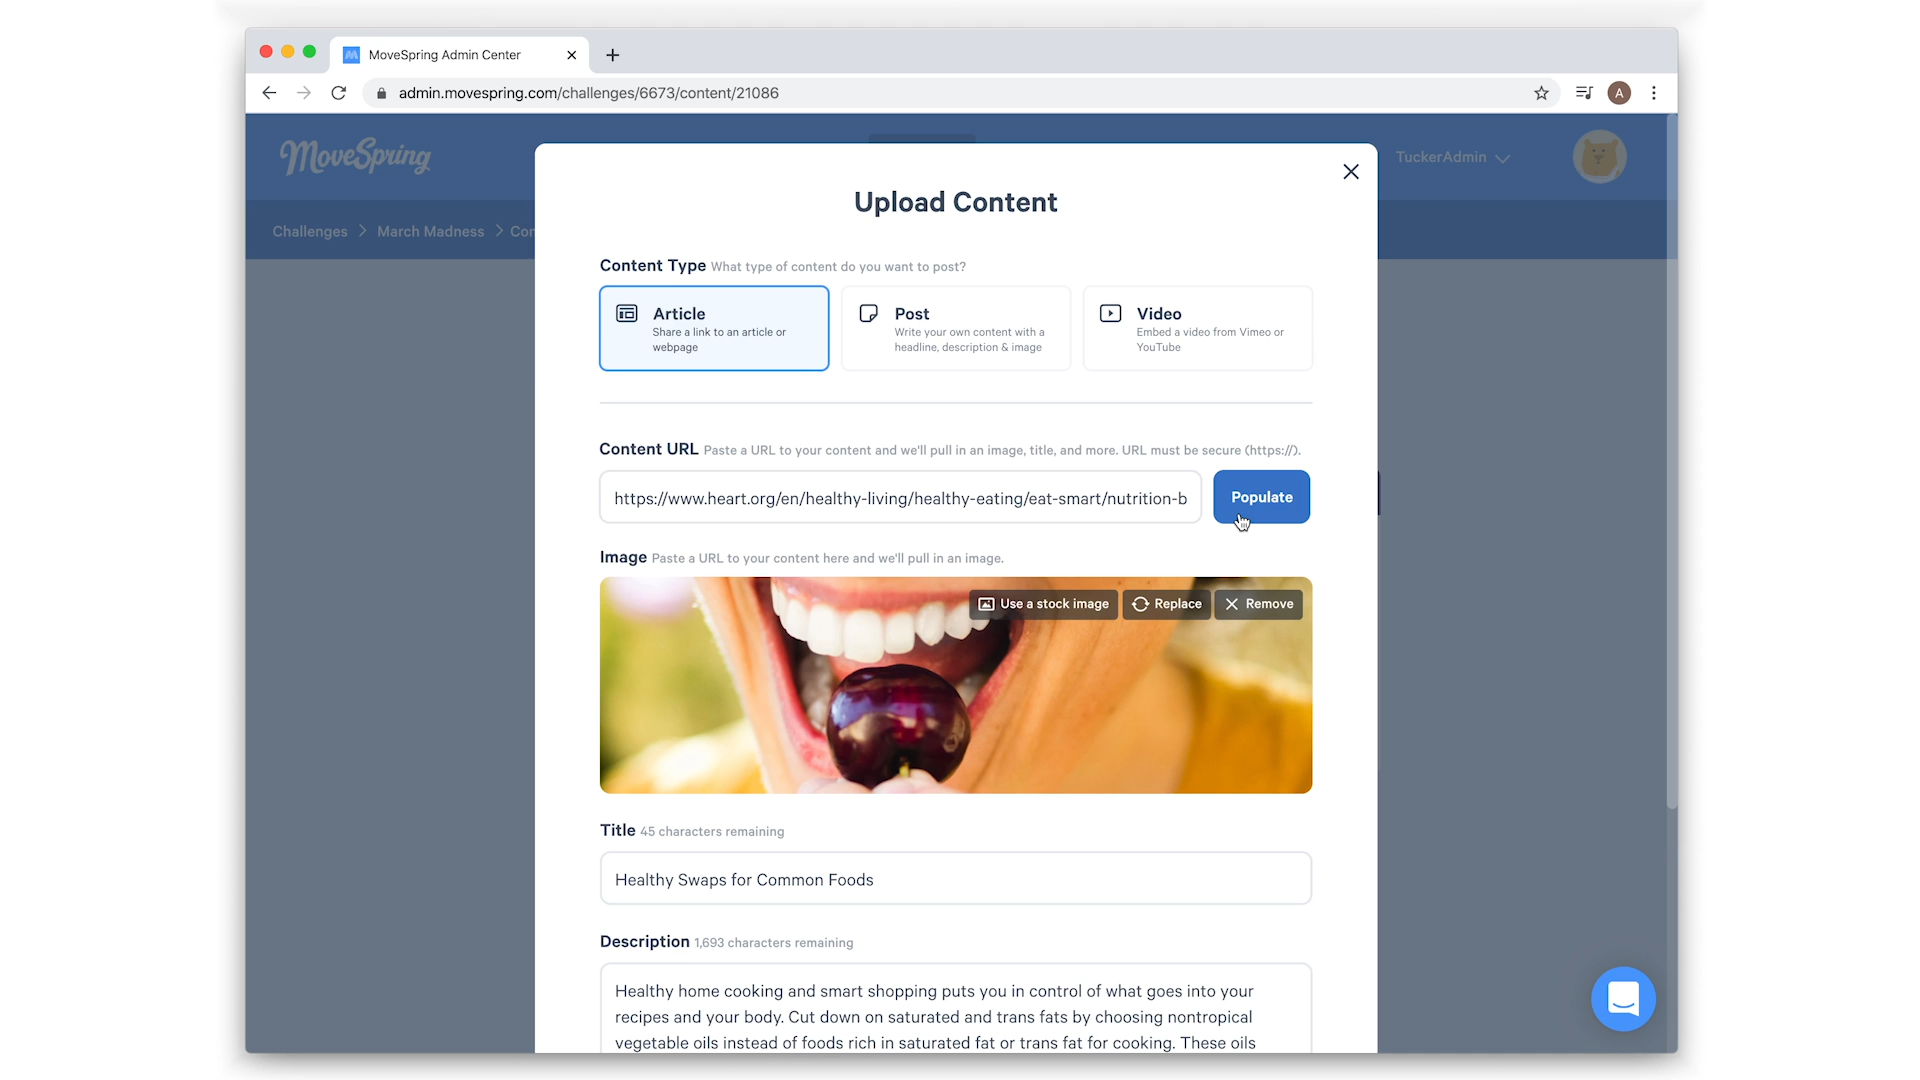 MoveSpring Admin Center
admin.movespring.com/challenges/6673/content/21086
A
MoveSpring
TuckerAdmin
Challenges > March Madness > Con
Upload Content
Content Type What type of content do you want to post?
Article
Share a link to an article or
webpage
Post
Write your own content with a
headline, description & image
Video
Embed a video from Vimeo or
YouTube
Content URL Paste a URL to your content and we'll pull in an image, title, and more. URL must be secure (https://).
https://www.heart.org/en/healthy-living/healthy-eating/eat-smart/nutrition-b
Populate
Image Paste a URL to your content here and we'll pull in an image.
Use a stock image
Replace
Remove
Title 45 characters remaining
Healthy Swaps for Common Foods
Description 1,693 characters remaining
Healthy home cooking and smart shopping puts you in control of what goes into your
recipes and your body. Cut down on saturated and trans fats by choosing nontropical
vegetable oils instead of foods rich in saturated fat or trans fat for cooking. These oils